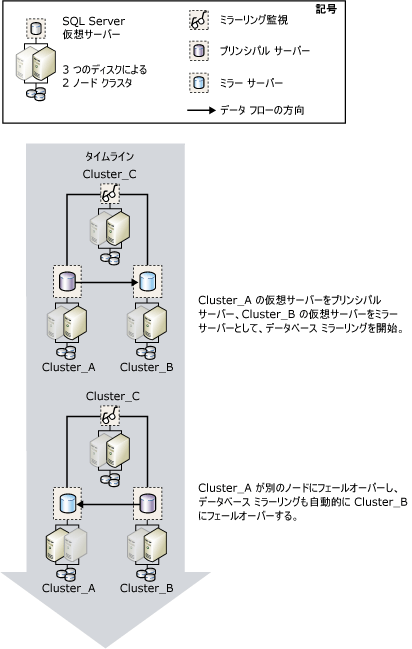 記号
SQL Server
仮想サーバー
3 つのディスクによる
2 ノード クラスタ
ミラーリング監視
プリンシパル サーバー
ミラー サーバー
データ フローの方向
タイムライン
Cluster_C
Cluster_A
Cluster_B
Cluster_A の仮想サーバーをプリンシパル
サーバー、Cluster_B の仮想サーバーをミラー
サーバーとして、データベース ミラーリングを開始。
Cluster_C
Cluster_A
Cluster_B
Cluster_A が別のノードにフェールオーバーし、
データベース ミラーリングも自動的に Cluster_B
にフェールオーバーする。